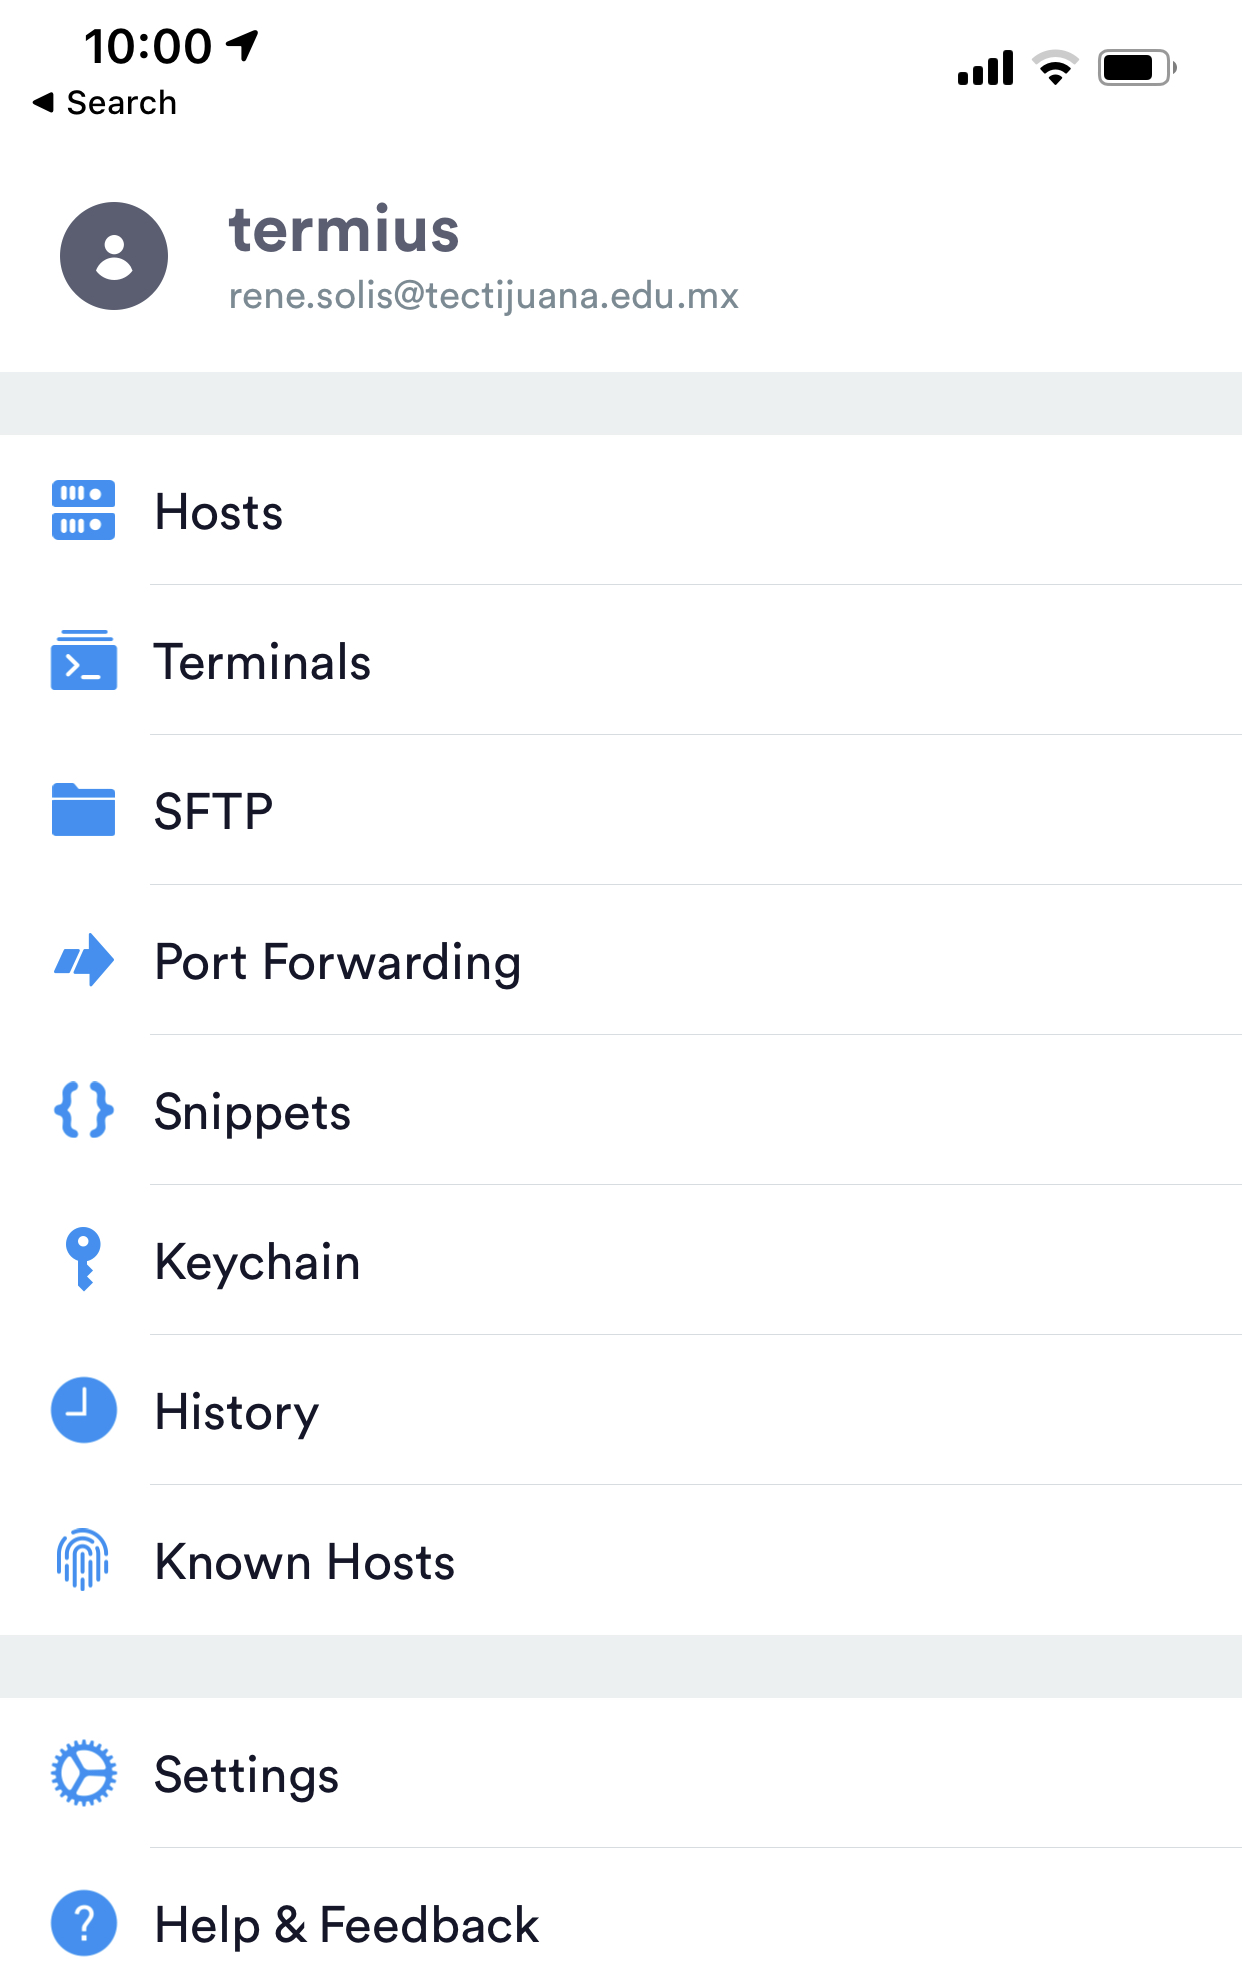 10:00
Search
termius
rene.solis@tectijuana.edu.mx
Hosts
Terminals
SFTP
Port Forwarding
Snippets
Keychain
History
Known Hosts
Settings
Help & Feedback